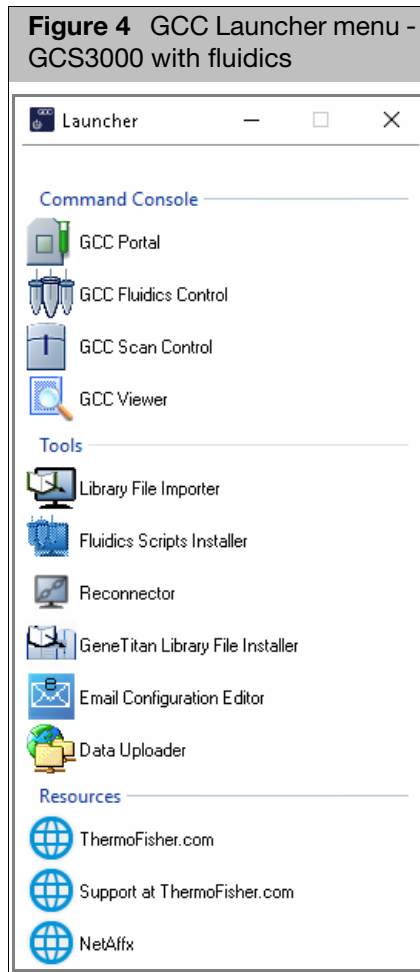 Figure 4 GCC Launcher menu -
GCS3000 with fluidics
Launcher
Command Console
GCC Portal
GCC Fluidics Control
GCC Scan Control
GCC Viewer
Tools
Library File Importer
Fluidics Scripts Installer
Reconnector
GeneTitan Library File Installer
Email Configuration Editor
Data Uploader
Resources
ThermoFisher.com
Support at ThermoFisher.com
NetAffx